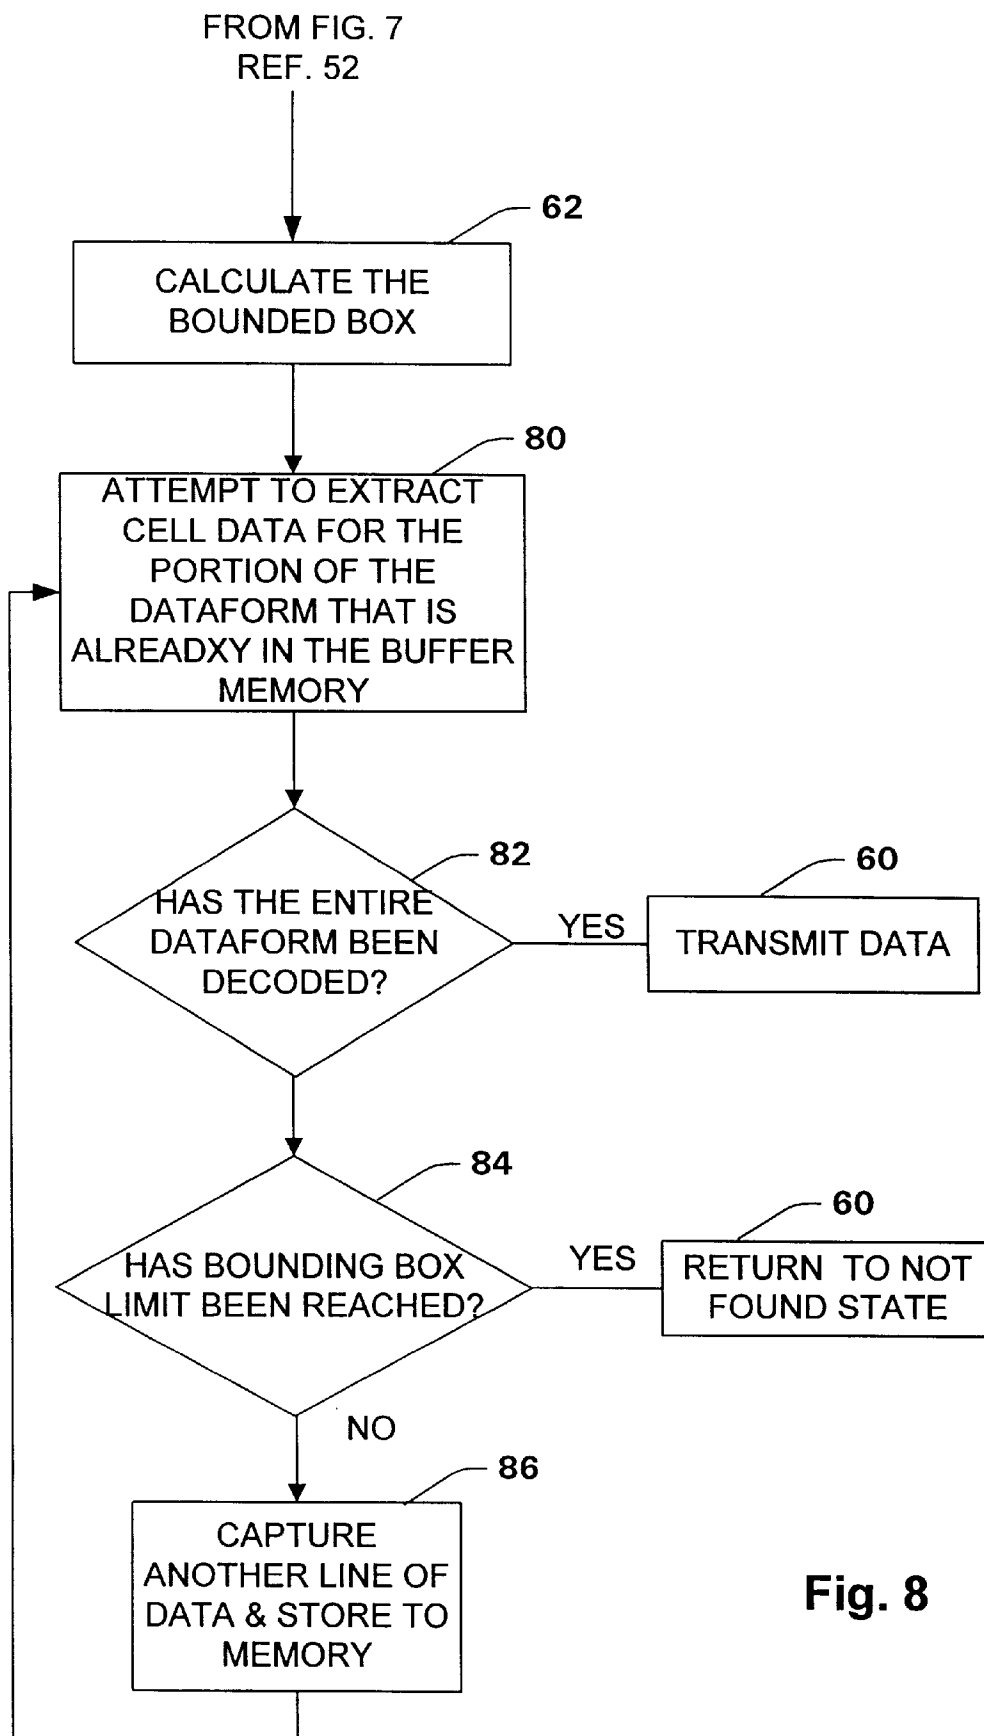 FROM FIG. 7
REF. 52
62
CALCULATE THE
BOUNDED BOX
80
ATTEMPT TO EXTRACT
CELL DATA FOR THE
PORTION OF THE
DATAFORM THAT IS
ALREADXY IN THE BUFFER
MEMORY
82
HAS THE ENTIRE
DATAFORM BEEN
DECODED?
YES
60
TRANSMIT DATA
84
HAS BOUNDING BOX
LIMIT BEEN REACHED?
YES
60
RETURN TO NOT
FOUND STATE
NO
86
CAPTURE
ANOTHER LINE OF
DATA & STORE TO
MEMORY
Fig. 8